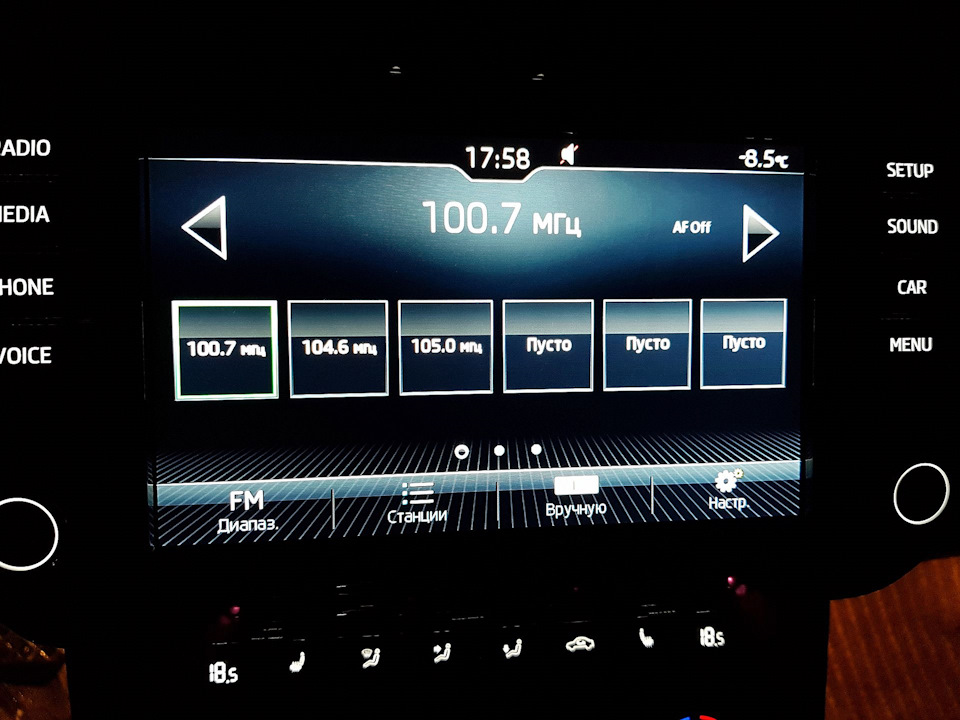 17:58
-8.5℃
RADIO
MEDIA
PHONE
VOICE
SETUP
SOUND
CAR
MENU
100.7 МГц
AF Off
100.7 МГц
104.6 МГц
105.0 МГц
Пусто
Пусто
Пусто
FM
Диапаз.
Станции
Вручную
Настр.
18.5
18.5